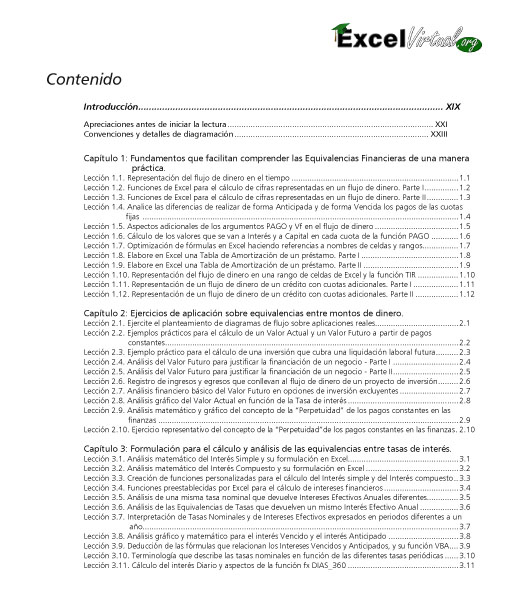 ExcelVirtual.org
Contenido
Introducción.......... XIX
Apreciaciones antes de iniciar la lectura.......... XXI
Convenciones y detalles de diagramación.......... XXIII
Capítulo 1: Fundamentos que facilitan comprender las Equivalencias Financieras de una manera
práctica.
Lección 1.1. Representación del flujo de dinero en el tiempo ..........1.1
Lección 1.2. Funciones de Excel para el cálculo de cifras representadas en un flujo de dinero. Parte I..........1.2
Lección 1.3. Funciones de Excel para el cálculo de cifras representadas en un flujo de dinero. Parte II..........1.3
Lección 1.4. Analice las diferencias de realizar de forma Anticipada y de forma Vencida los pagos de las cuotas
fijas ..........1.4
Lección 1.5. Aspectos adicionales de los argumentos PAGO y Vf en el flujo de dinero ..........1.5
Lección 1.6. Cálculo de los valores que se van a Interés y a Capital en cada cuota de la función PAGO ..........1.6
Lección 1.7. Optimización de fórmulas en Excel haciendo referencias a nombres de celdas y rangos..........1.7
Lección 1.8. Elabore en Excel una Tabla de Amortización de un préstamo. Parte I ..........1.8
Lección 1.9. Elabore en Excel una Tabla de Amortización de un préstamo. Parte II ..........1.9
Lección 1.10. Representación del flujo de dinero en una rango de celdas de Excel y la función TIR ..........1.10
Lección 1.11. Representación de un flujo de dinero de un crédito con cuotas adicionales. Parte I ..........1.11
Lección 1.12. Representación de un flujo de dinero de un crédito con cuotas adicionales. Parte II ..........1.12
Capítulo 2: Ejercicios de aplicación sobre equivalencias entre montos de dinero.
Lección 2.1. Ejercite el planteamiento de diagramas de flujo sobre aplicaciones reales..........2.1
Lección 2.2. Ejemplos prácticos para el cálculo de un Valor Actual y un Valor Futuro a partir de pagos
constantes..........2.2
Lección 2.3. Ejemplo práctico para el cálculo de una inversión que cubra una liquidación laboral futura..........2.3
Lección 2.4. Análisis del Valor Futuro para justificar la financiación de un negocio - Parte I ..........2.4
Lección 2.5. Análisis del Valor Futuro para justificar la financiación de un negocio - Parte II..........2.5
Lección 2.6. Registro de ingresos y egresos que conllevan al flujo de dinero de un proyecto de inversión..........2.6
Lección 2.7. Análisis financiero básico del Valor Futuro en opciones de inversión excluyentes ..........2.7
Lección 2.8. Análisis gráfico del Valor Actual en función de la Tasa de interés..........2.8
Lección 2.9. Análisis matemático y gráfico del concepto de la "Perpetuidad" de los pagos constantes en las
finanzas ..........2.9
Lección 2.10. Ejercicio representativo del concepto de la "Perpetuidad"de los pagos constantes en las finanzas. 2.10
Capítulo 3: Formulación para el cálculo y análisis de las equivalencias entre tasas de interés.
Lección 3.1. Análisis matemático del Interés Simple y su formulación en Excel..........3.1
Lección 3.2. Análisis matemático del Interés Compuesto y su formulación en Excel ..........3.2
Lección 3.3. Creación de funciones personalizadas para el cálculo del Interés simple y del Interés compuesto..3.3
Lección 3.4. Funciones preestablecidas por Excel para el cálculo de intereses financieros ..........3.4
Lección 3.5. Análisis de una misma tasa nominal que devuelve Intereses Efectivos Anuales diferentes..........3.5
Lección 3.6. Análisis de las Equivalencias de Tasas que devuelven un mismo Interés Efectivo Anual ..........3.6
Lección 3.7. Interpretación de Tasas Nominales y de Intereses Efectivos expresados en periodos diferentes a un
año..........3.7
Lección 3.8. Análisis gráfico y matemático para el interés Vencido y el interés Anticipado ..........3.8
Lección 3.9. Deducción de las fórmulas que relacionan los Intereses Vencidos y Anticipados, y su función VBA....3.9
Lección 3.10. Terminología que describe las tasas nominales en función de las diferentes tasas periódicas ......3.10
Lección 3.11. Cálculo del interés Diario y aspectos de la función fx DIAS_360 ..........3.11